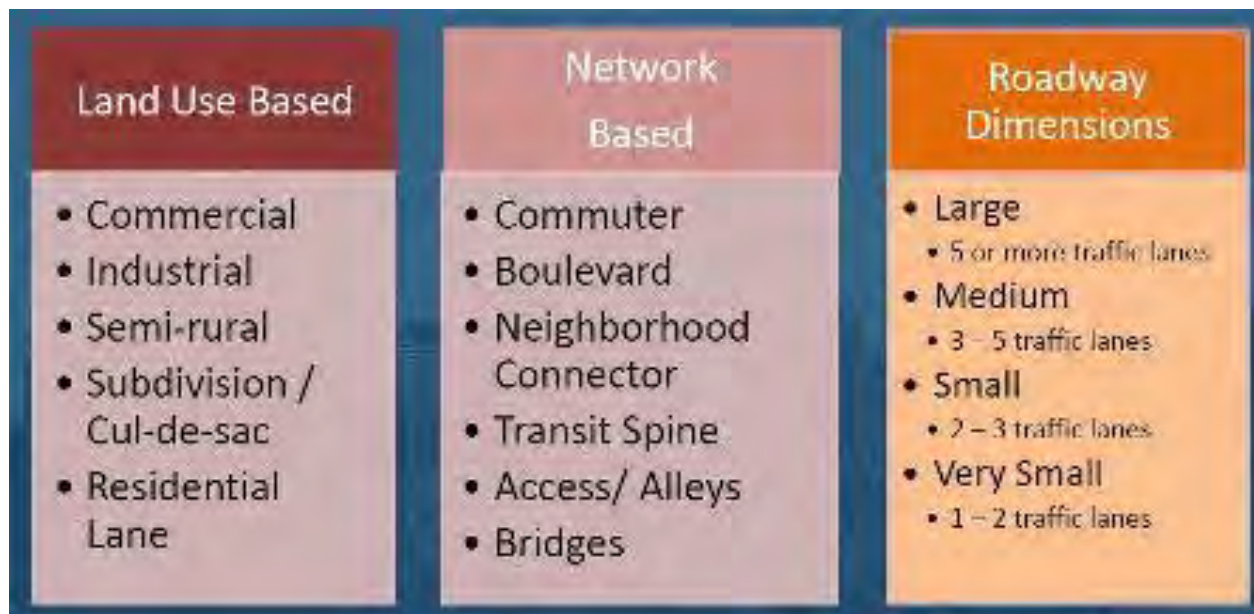 Land Use Based
• Commercial
• Industrial
• Semi-rural
• Subdivision /
Cul-de-sac
• Residential
Lane
Network
Based
• Commuter
• Boulevard
• Neighborhood
Connector
• Transit Spine
• Access/ Alleys
• Bridges
Roadway
Dimensions
• Large
• 5 or more traffic lanes
• Medium
• 3 – 5 traffic lanes
• Small
• 2 – 3 traffic lanes
• Very Small
• 1 – 2 traffic lanes